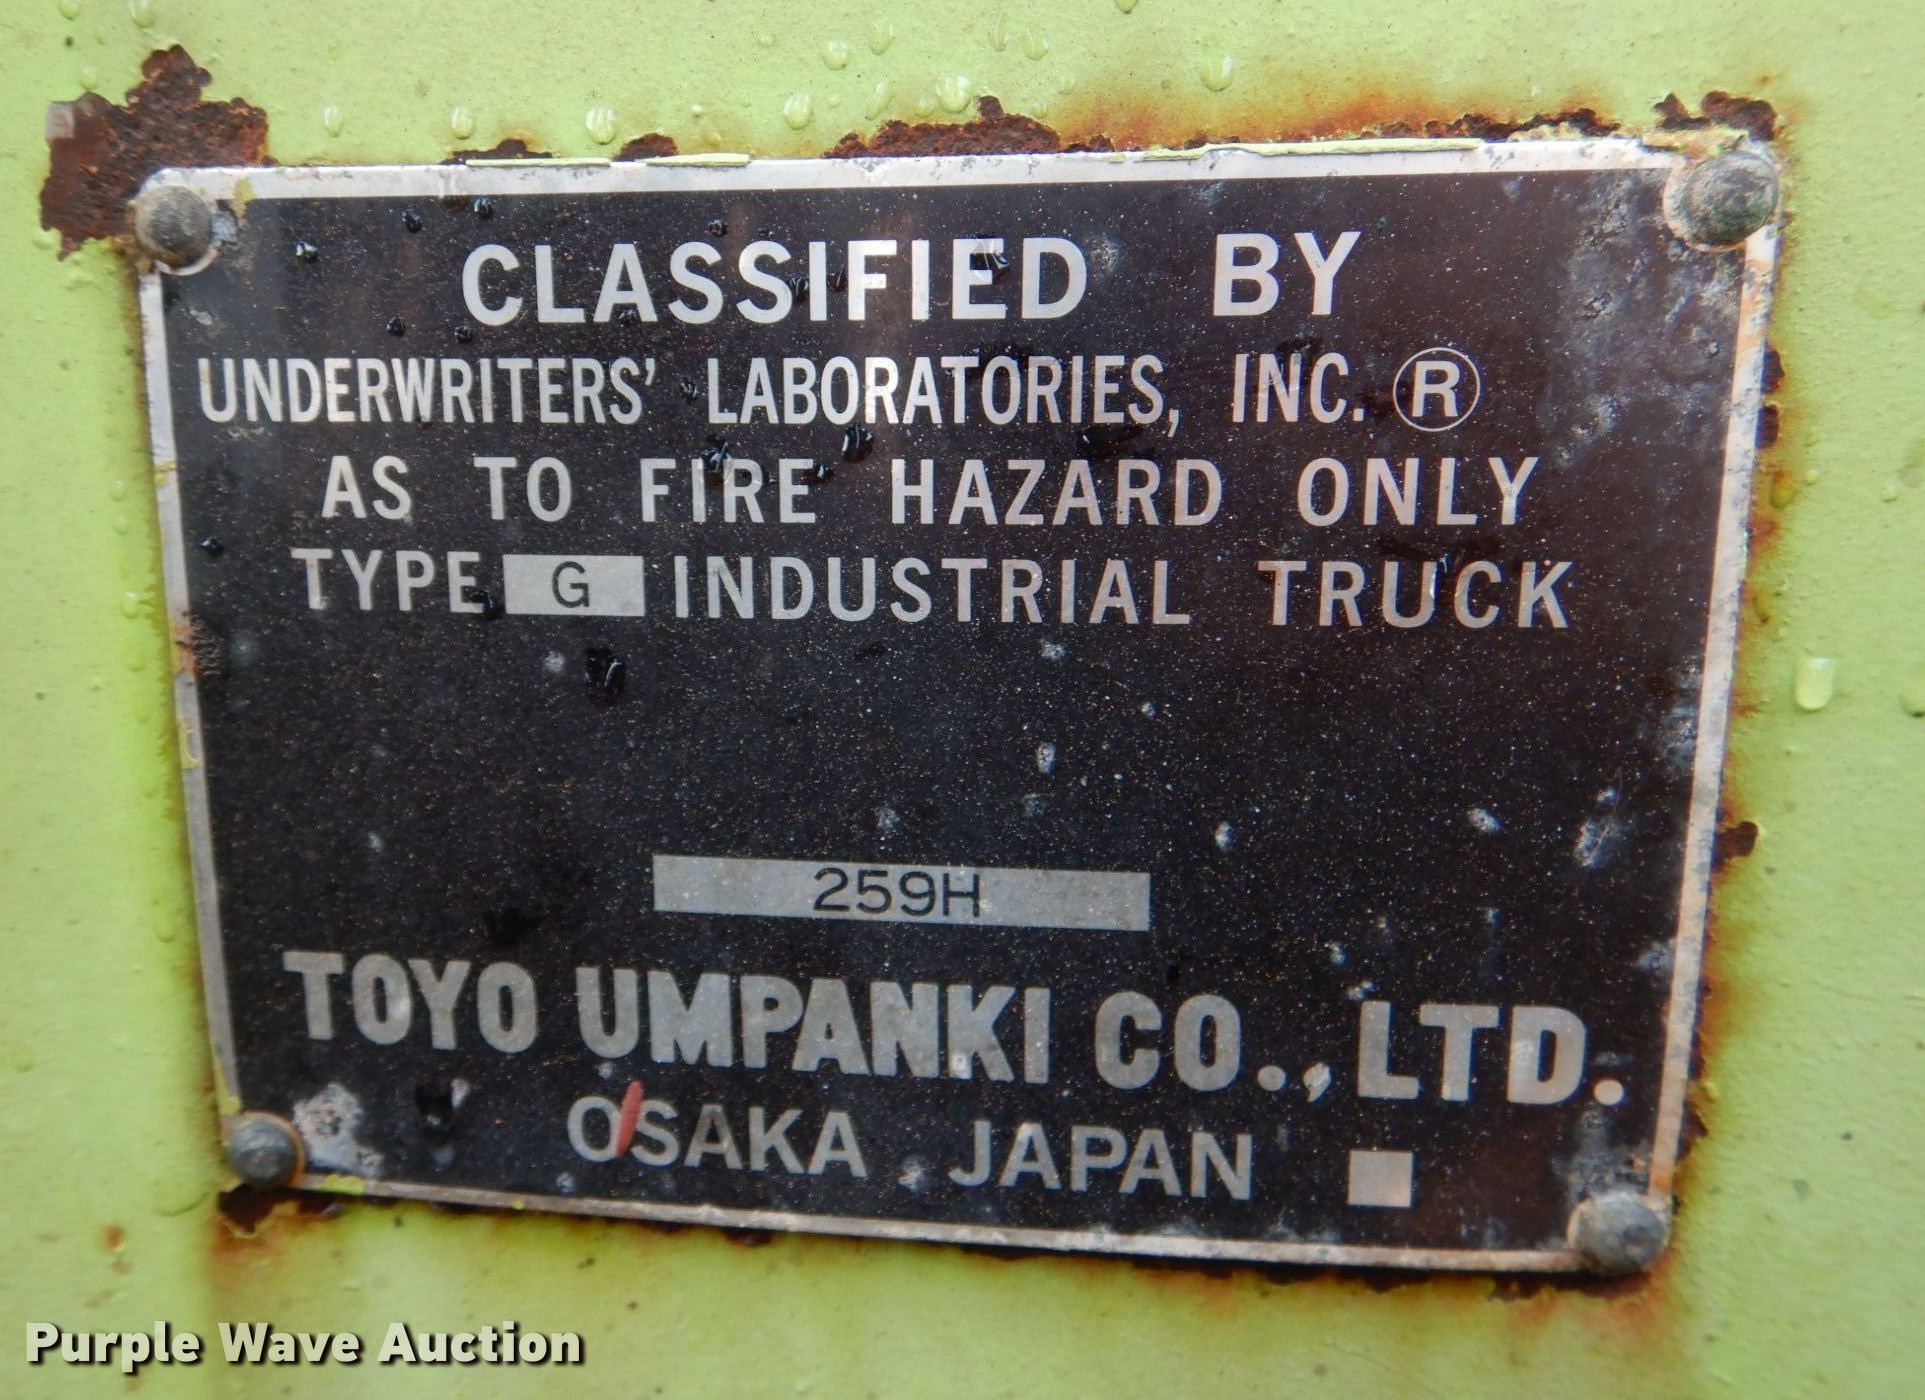 CLASSIFIED BY
UNDERWRITERS' LABORATORIES, INC. ®
AS TO FIRE HAZARD ONLY
TYPE G INDUSTRIAL TRUCK
259H
TOYO UMPANKI CO., LTD.
OSAKA JAPAN
Purple Wave Auction